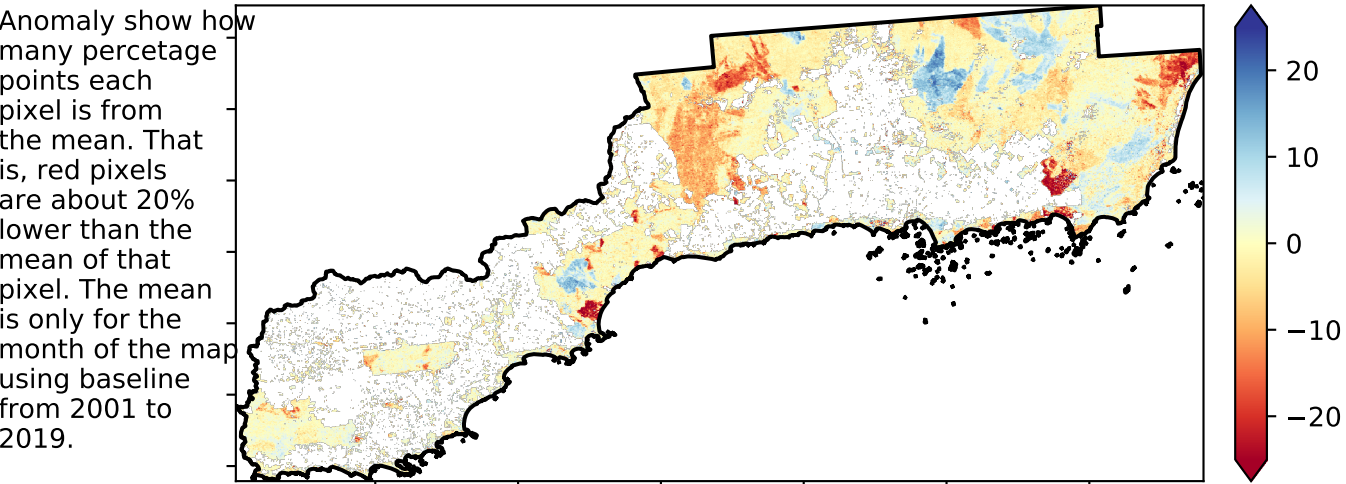 Anomaly show how
many percetage
points each
pixel is from
the mean. That
is, red pixels
are about 20%
lower than the
mean of that
pixel. The mean
is only for the
month of the map
using baseline
from 2001 to
2019.
20
10
0
−10
−20